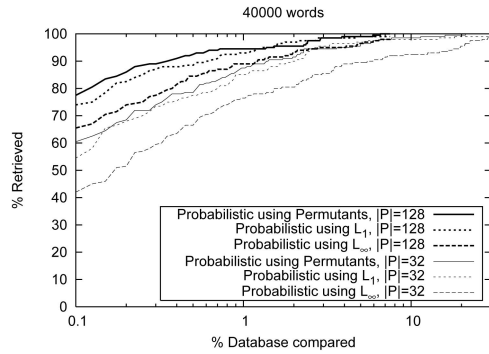 40000 words
100
90
80
70
60
50
40
30
20
10
0
% Retrieved
Probabilistic using Permutants, |P|=128
Probabilistic using L₁, |P|=128
Probabilistic using L∞, |P|=128
Probabilistic using Permutants, |P|=32
Probabilistic using L₁, |P|=32
Probabilistic using L∞, |P|=32
0.1 1 10
% Database compared